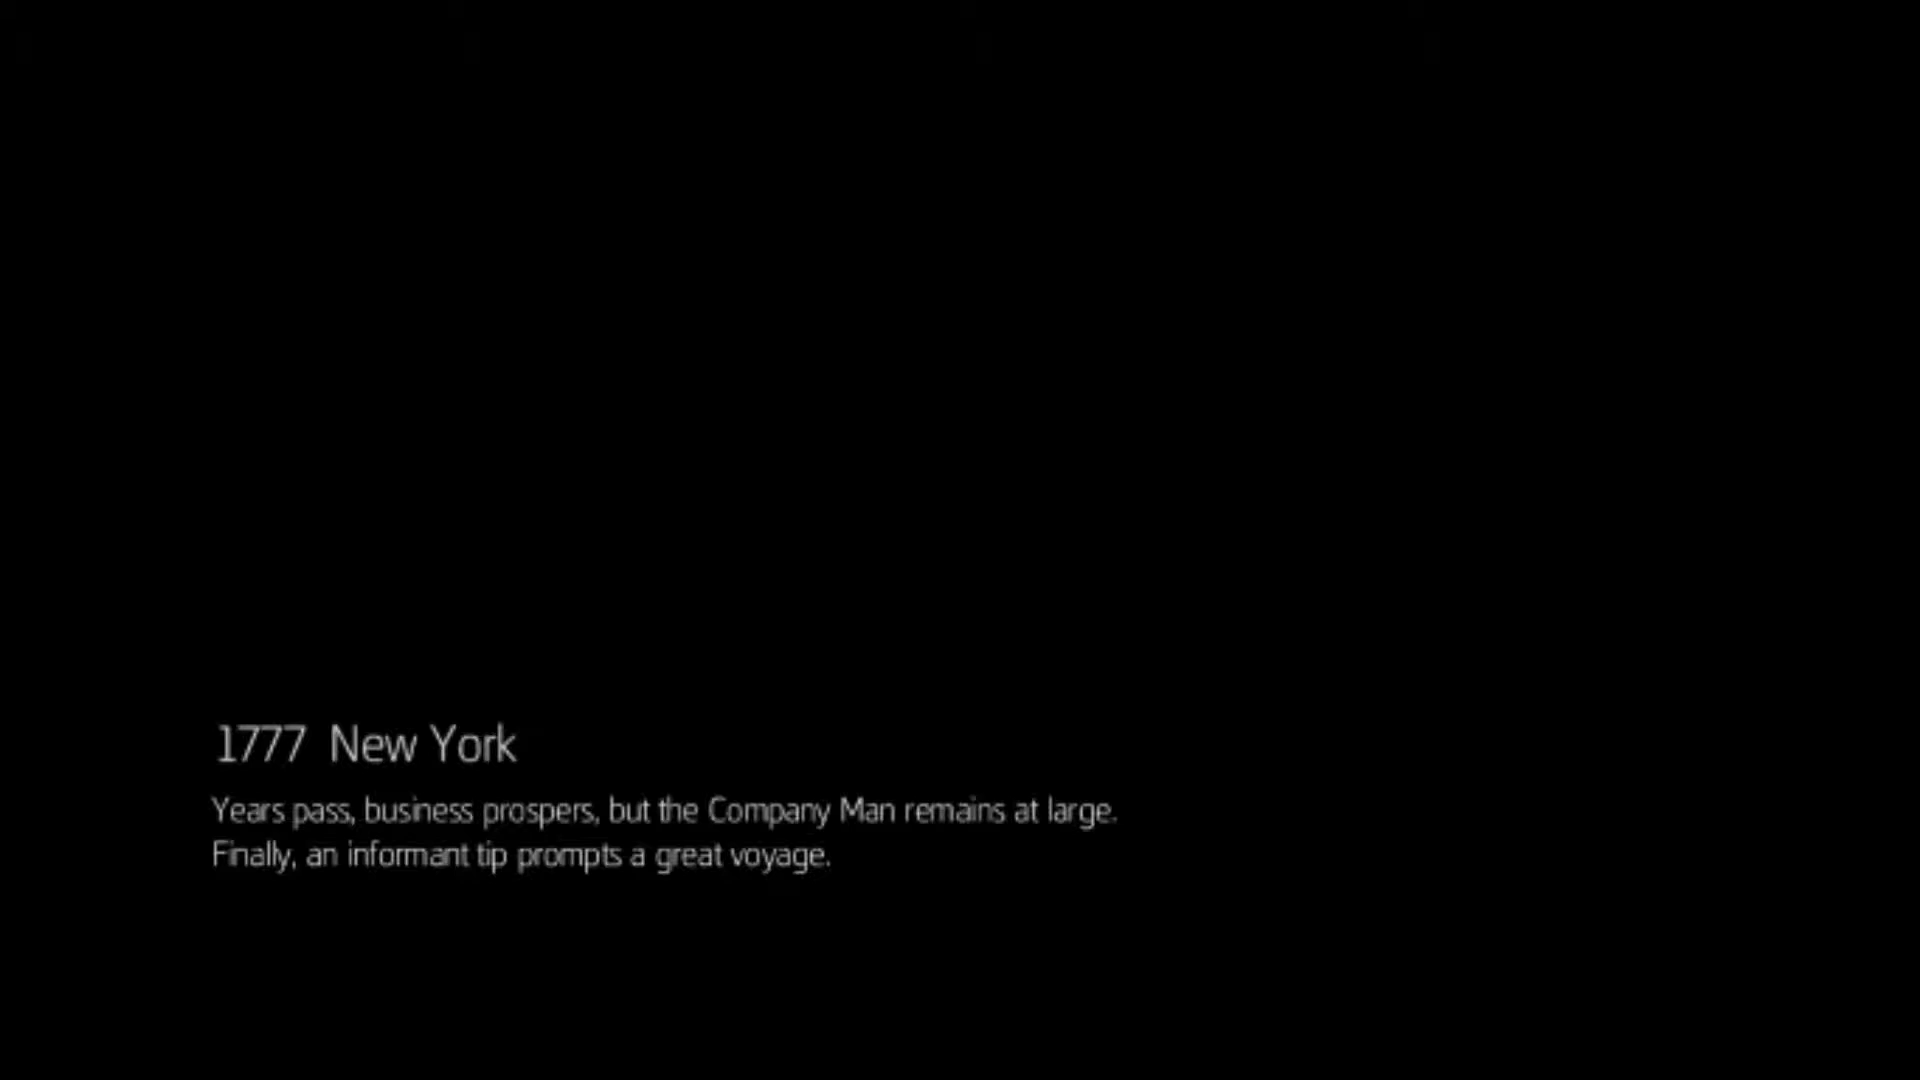 1777 New York
Years pass, business prospers, but the Company Man remains at large.
Finally, an informant tip prompts a great voyage.